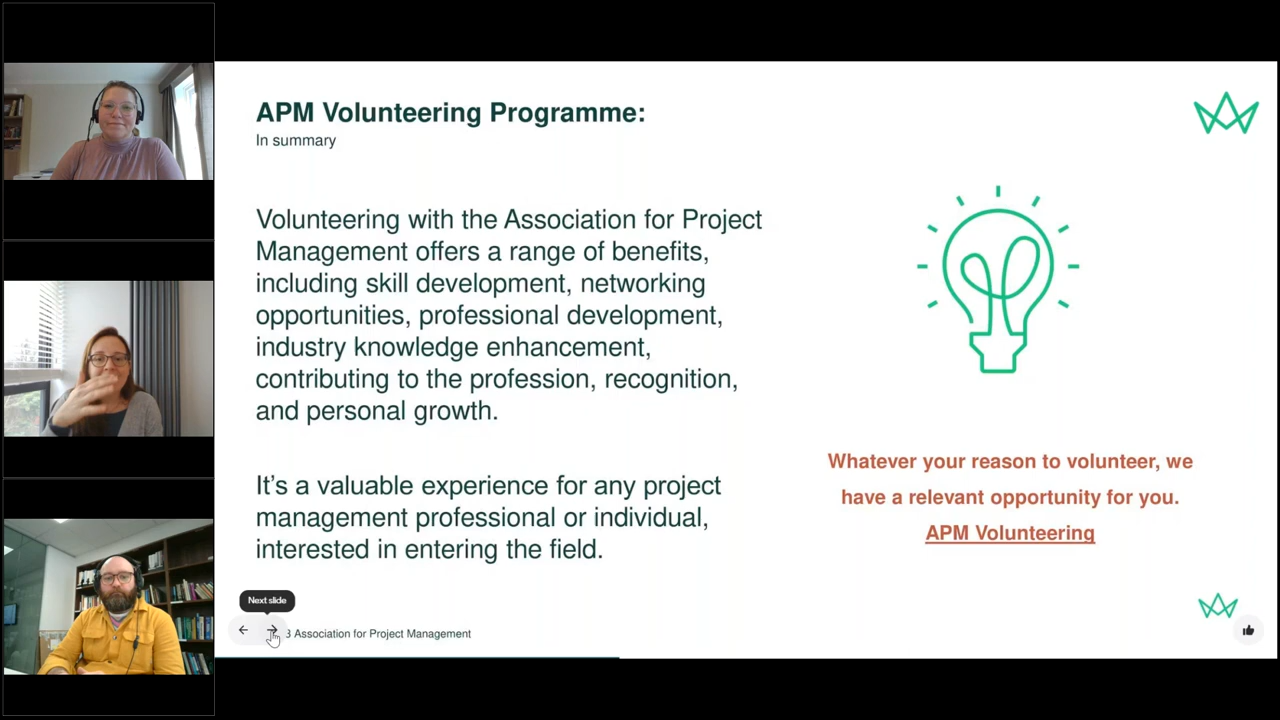 APM Volunteering Programme:
In summary
Volunteering with the Association for Project
Management offers a range of benefits,
including skill development, networking
opportunities, professional development,
industry knowledge enhancement,
contributing to the profession, recognition,
and personal growth.
It's a valuable experience for any project
management professional or individual,
interested in entering the field.
Whatever your reason to volunteer, we
have a relevant opportunity for you.
APM Volunteering
Next slide
3 Association for Project Management